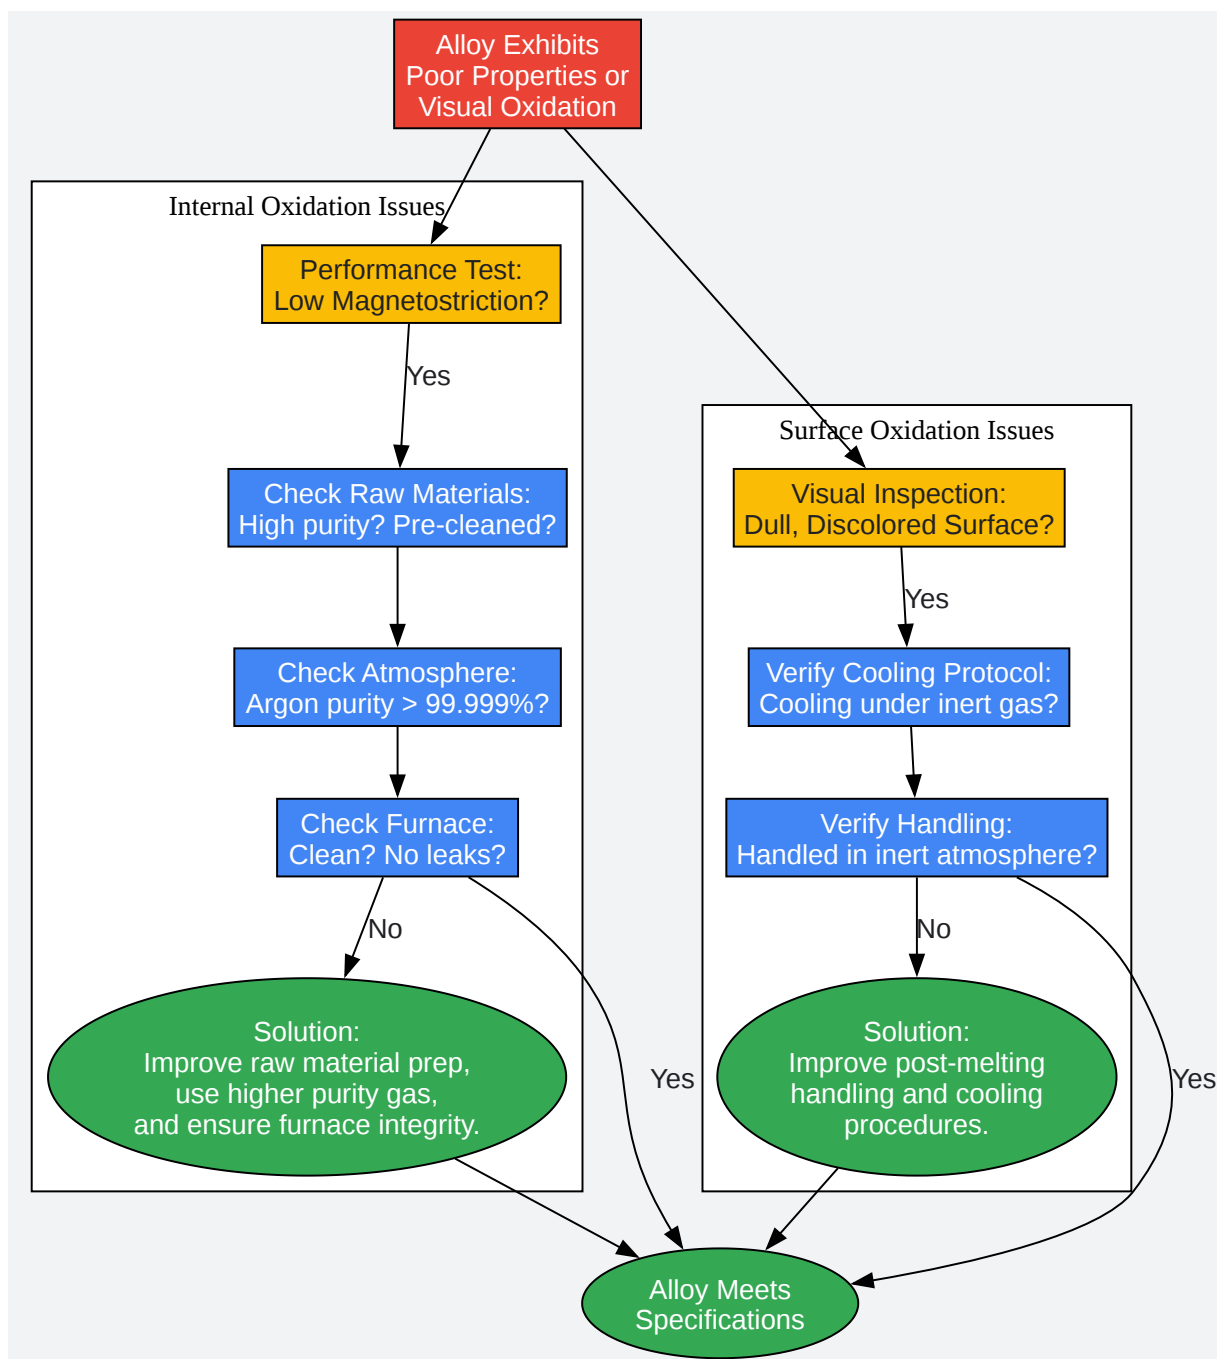 Alloy Exhibits
Poor Properties or
Visual Oxidation
Internal Oxidation Issues
Performance Test:
Low Magnetostriction?
Yes
Check Raw Materials:
High purity? Pre-cleaned?
Check Atmosphere:
Argon purity > 99.999%?
Check Furnace:
Clean? No leaks?
No
Solution:
Improve raw material prep,
use higher purity gas,
and ensure furnace integrity.
Yes
Surface Oxidation Issues
Visual Inspection:
Dull, Discolored Surface?
Yes
Verify Cooling Protocol:
Cooling under inert gas?
Verify Handling:
Handled in inert atmosphere?
No
Solution:
Improve post-melting
handling and cooling
procedures.
Yes
Alloy Meets
Specifications